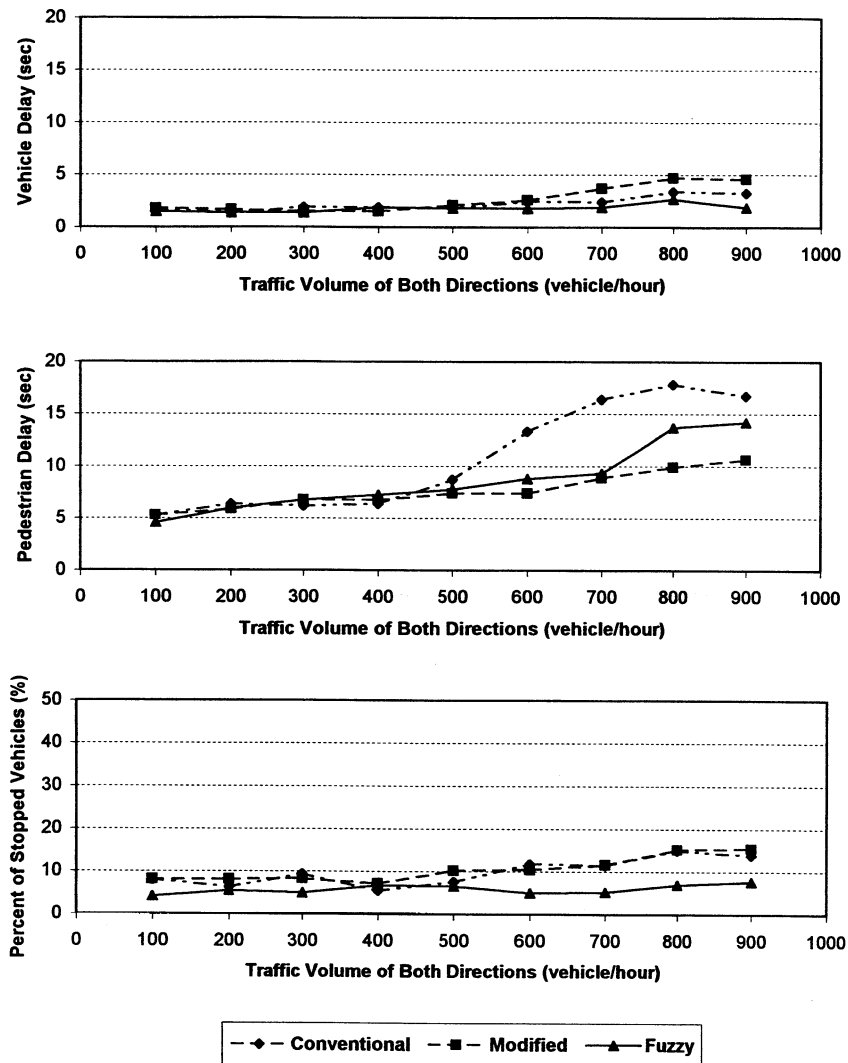 Vehicle Delay (sec)
20
15
10
5
0
0 100 200 300 400 500 600 700 800 900 1000
Traffic Volume of Both Directions (vehicle/hour)
Pedestrian Delay (sec)
20
15
10
5
0
0 100 200 300 400 500 600 700 800 900 1000
Traffic Volume of Both Directions (vehicle/hour)
Percent of Stopped Vehicles (%)
50
40
30
20
10
0
0 100 200 300 400 500 600 700 800 900 1000
Traffic Volume of Both Directions (vehicle/hour)
Conventional Modified Fuzzy